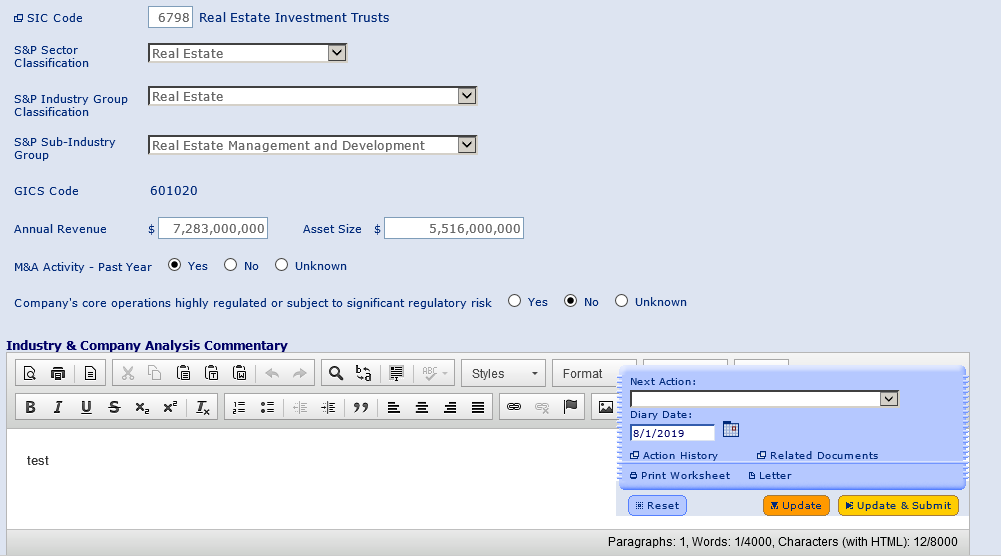 SIC Code 6798 Real Estate Investment Trusts
S&P Sector Classification Real Estate
S&P Industry Group Classification Real Estate
S&P Sub-Industry Group Real Estate Management and Development
GICS Code 601020
Annual Revenue $ 7,283,000,000 Asset Size $ 5,516,000,000
M&A Activity - Past Year Yes No Unknown
Company's core operations highly regulated or subject to significant regulatory risk Yes No Unknown
Industry & Company Analysis Commentary
ABC Styles Format
B I U S x₂ x² Tx
test
Next Action:
Diary Date:
8/1/2019
Action History Related Documents
Print Worksheet Letter
Reset Update Update & Submit
Paragraphs: 1, Words: 1/4000, Characters (with HTML): 12/8000